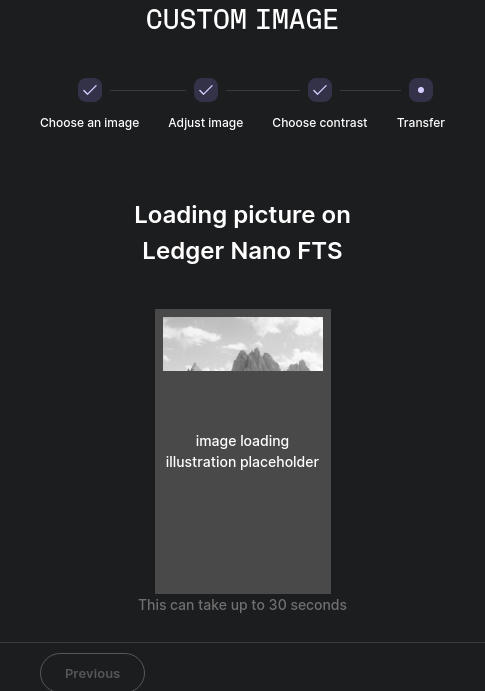 CUSTOM IMAGE
Choose an image
Adjust image
Choose contrast
Transfer
Loading picture on
Ledger Nano FTS
image loading
illustration placeholder
This can take up to 30 seconds
Previous